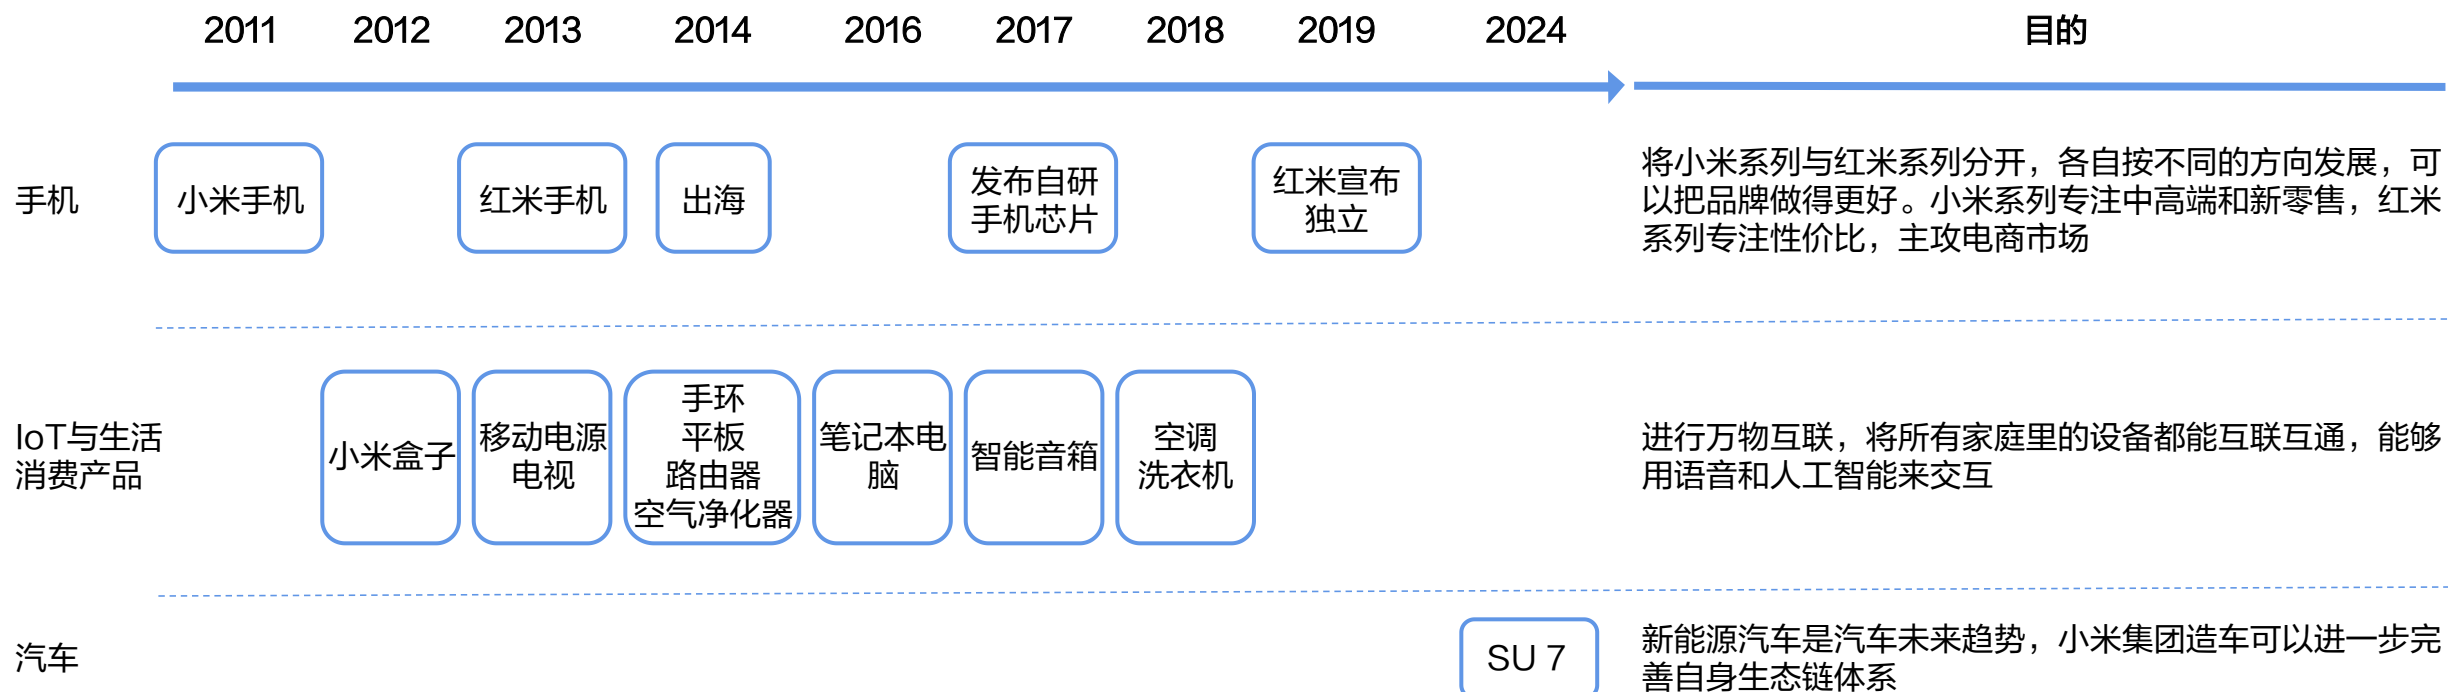 2011 2012 2013 2014 2016 2017 2018 2019 2024 目的
手机
小米手机
红米手机
出海
发布自研
手机芯片
红米宣布
独立
将小米系列与红米系列分开，各自按不同的方向发展，可
以把品牌做得更好。小米系列专注中高端和新零售，红米
系列专注性价比，主攻电商市场
IoT与生活
消费产品
小米盒子
移动电源
电视
手环
平板
路由器
空气净化器
笔记本电
脑
智能音箱
空调
洗衣机
进行万物互联，将所有家庭里的设备都能互联互通，能够
用语音和人工智能来交互
汽车
SU 7
新能源汽车是汽车未来趋势，小米集团造车可以进一步完
善自身生态链体系